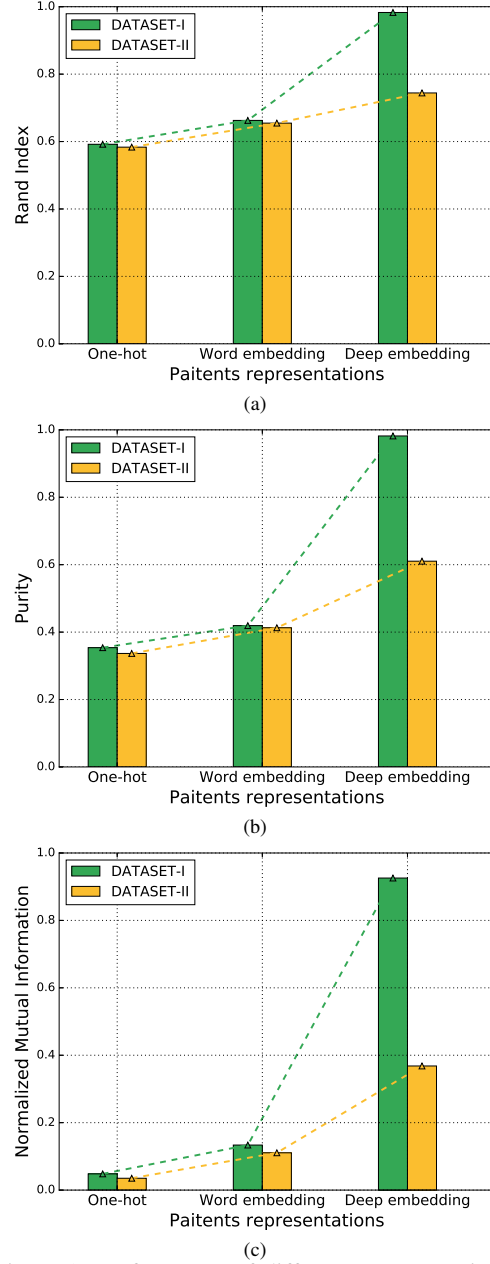 1.0
DATASET-I
DATASET-II
0.8
0.6
0.4
0.2
0.0
Rand Index
One-hot Word embedding Deep embedding
Paitents representations
(a)
1.0
DATASET-I
DATASET-II
0.8
0.6
0.4
0.2
0.0
Purity
One-hot Word embedding Deep embedding
Paitents representations
(b)
1.0
DATASET-I
DATASET-II
0.8
0.6
0.4
0.2
0.0
Normalized Mutual Information
One-hot Word embedding Deep embedding
Paitents representations
(c)